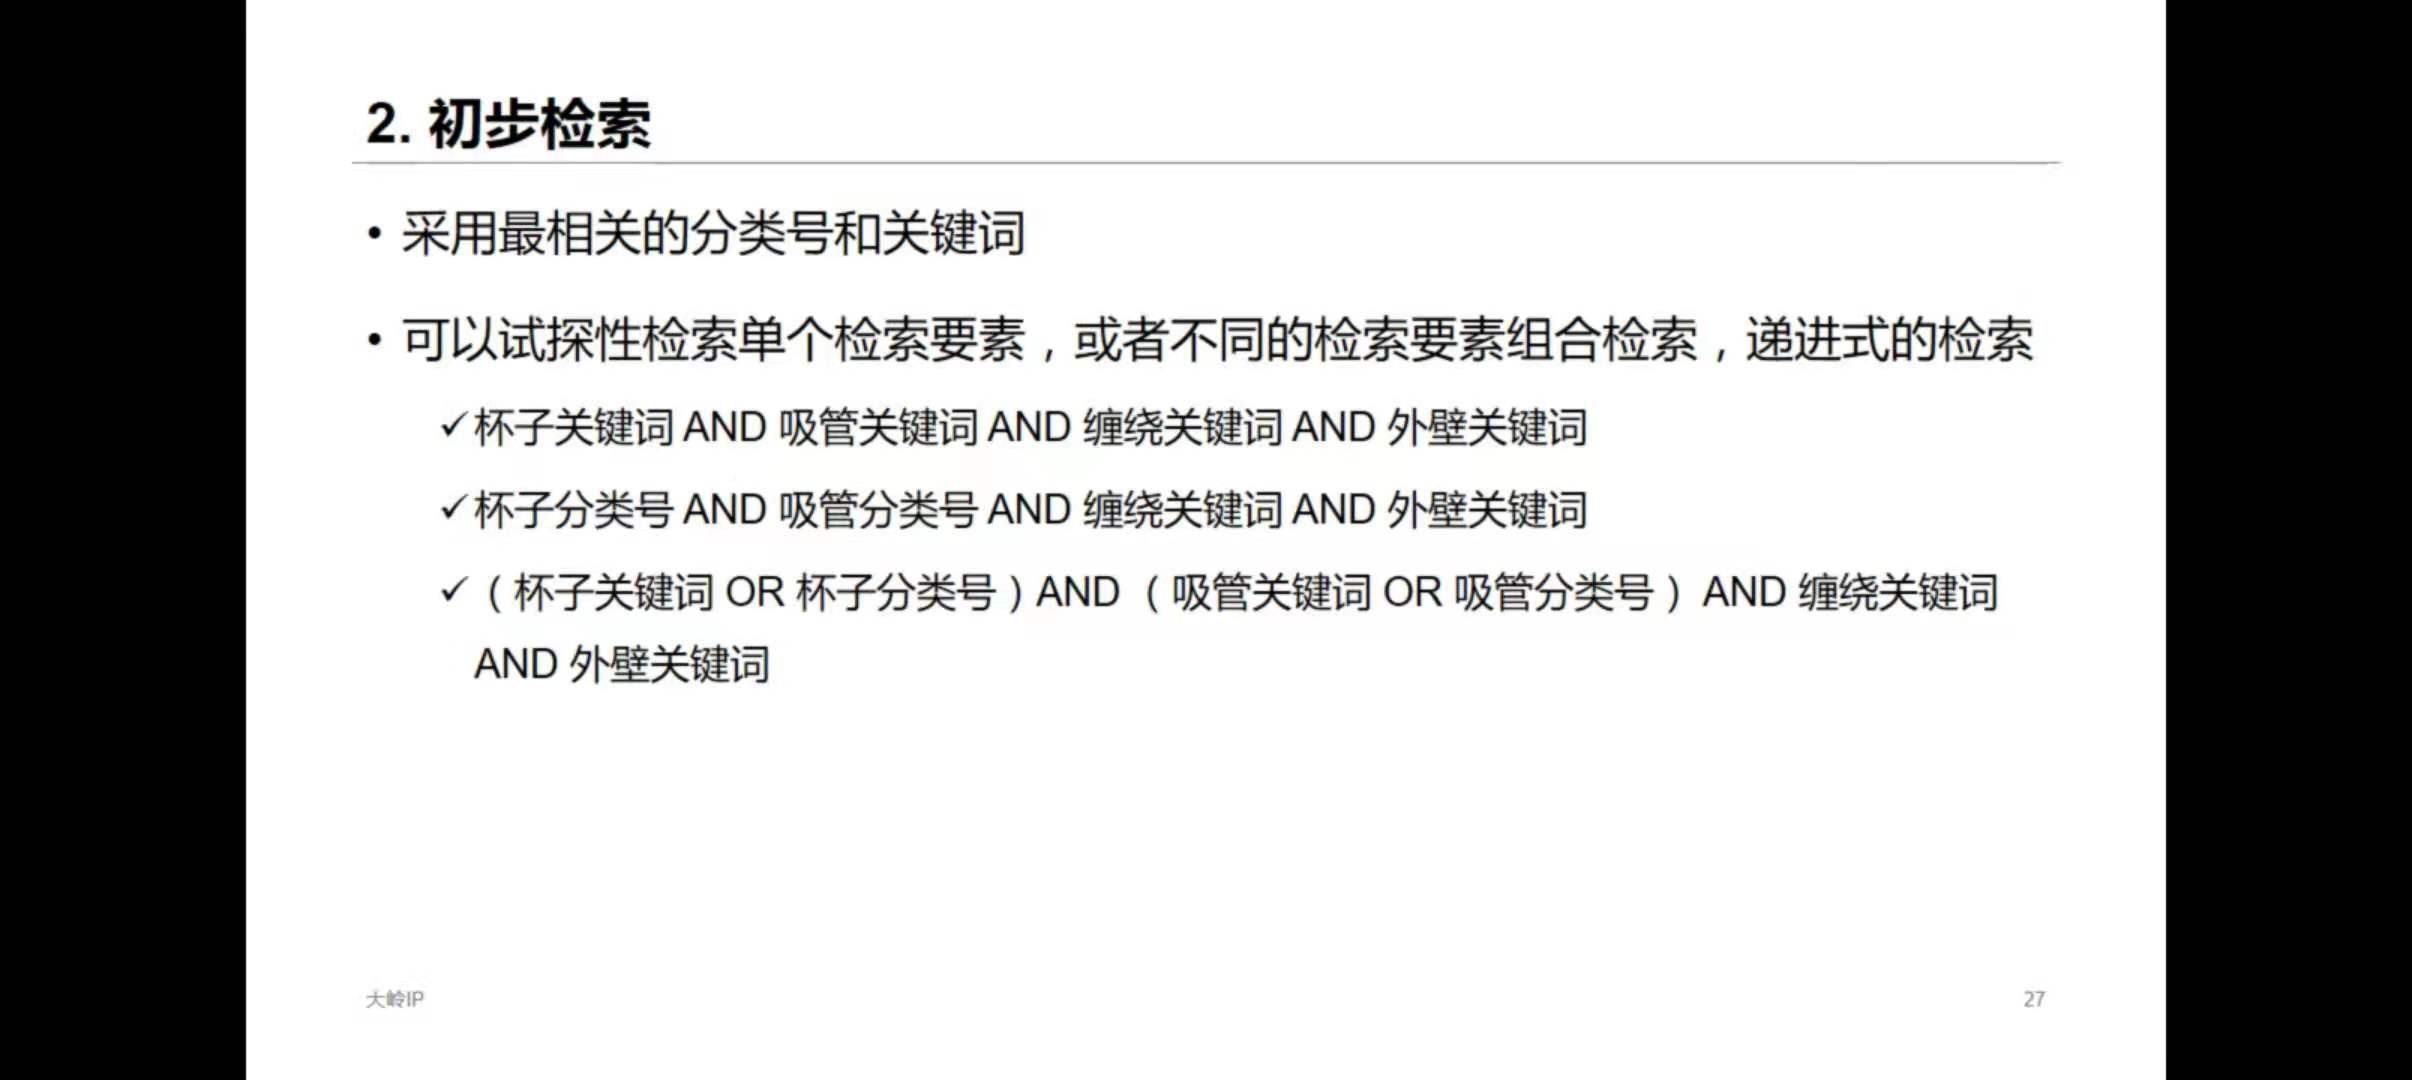 2. 初步检索
• 采用最相关的分类号和关键词
• 可以试探性检索单个检索要素，或者不同的检索要素组合检索，递进式的检索
✓杯子关键词 AND 吸管关键词 AND 缠绕关键词 AND 外壁关键词
✓杯子分类号 AND 吸管分类号 AND 缠绕关键词 AND 外壁关键词
✓（杯子关键词 OR 杯子分类号）AND（吸管关键词 OR 吸管分类号）AND 缠绕关键词
AND 外壁关键词
大岭IP
27